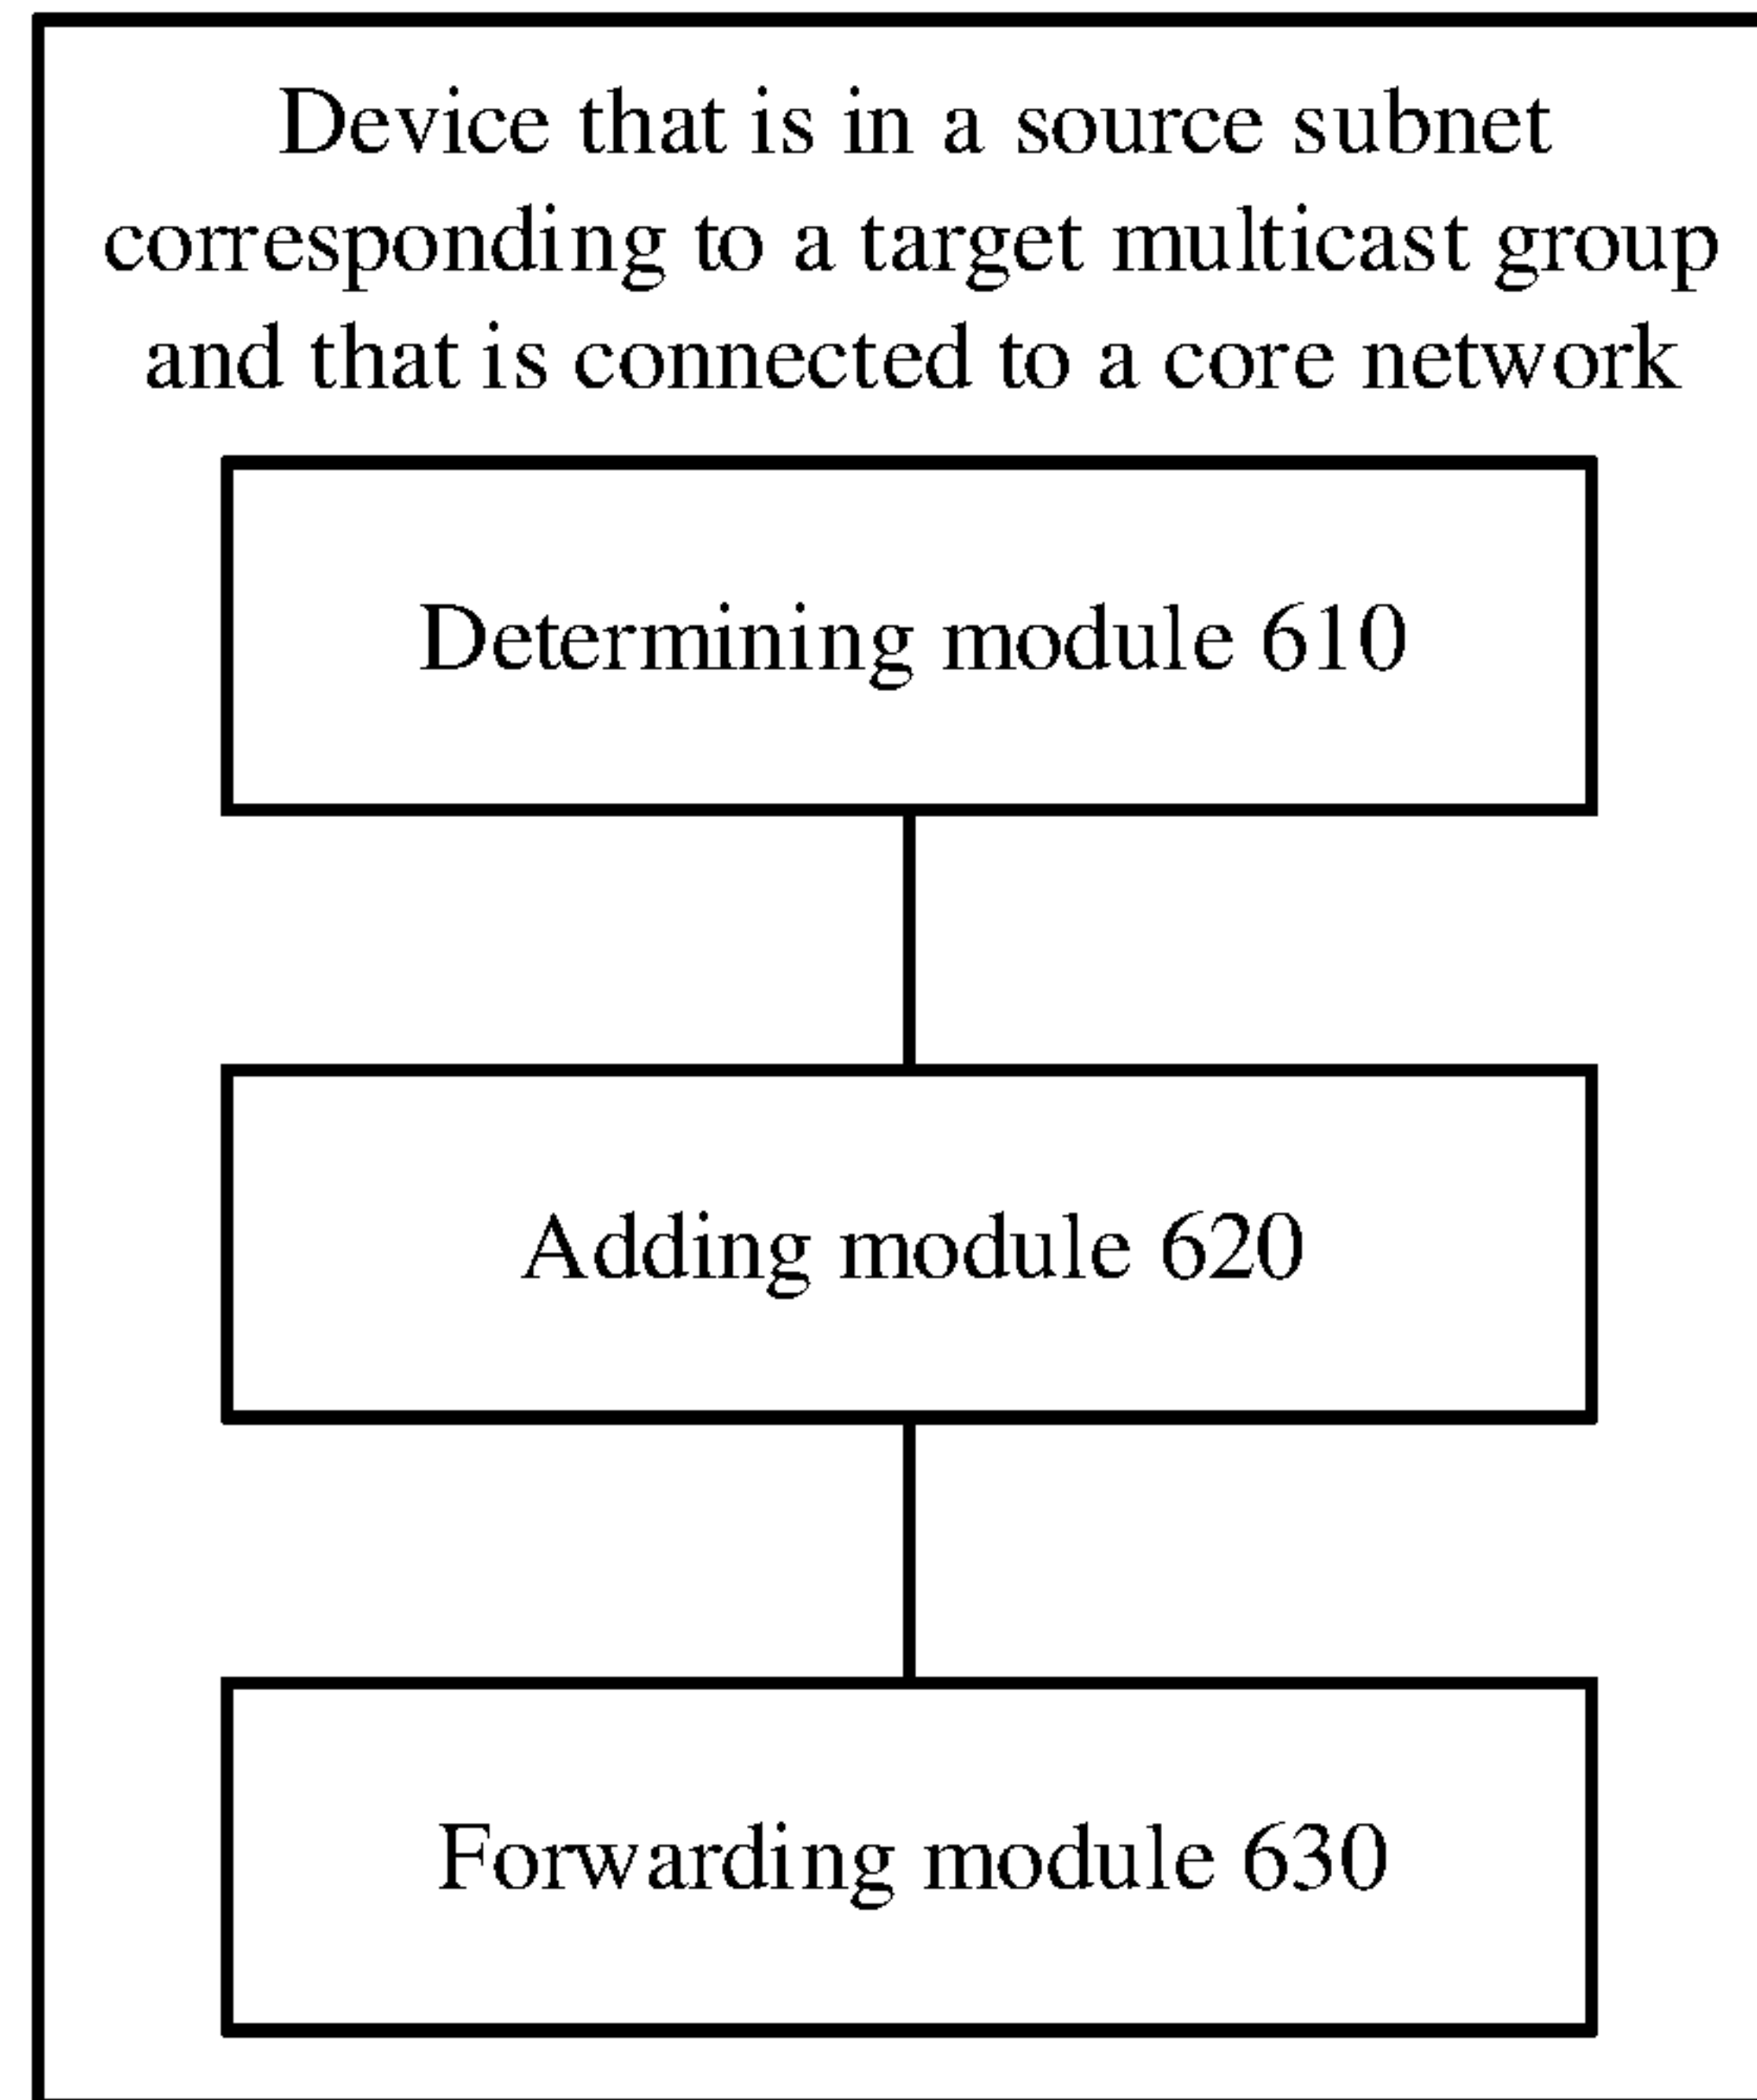 Device that is in a source subnet
corresponding to a target multicast group
and that is connected to a core network
Determining module 610
Adding module 620
Forwarding module 630